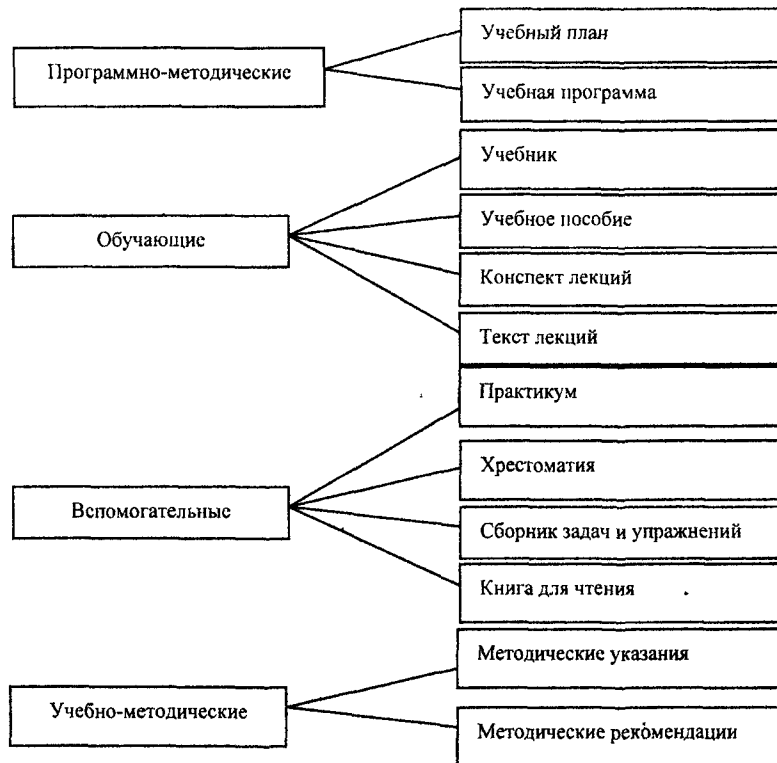 Программно-методические
Учебный план
Учебная программа
Обучающие
Учебник
Учебное пособие
Конспект лекций
Текст лекций
Вспомогательные
Практикум
Хрестоматия
Сборник задач и упражнений
Книга для чтения
Учебно-методические
Методические указания
Методические рекомендации